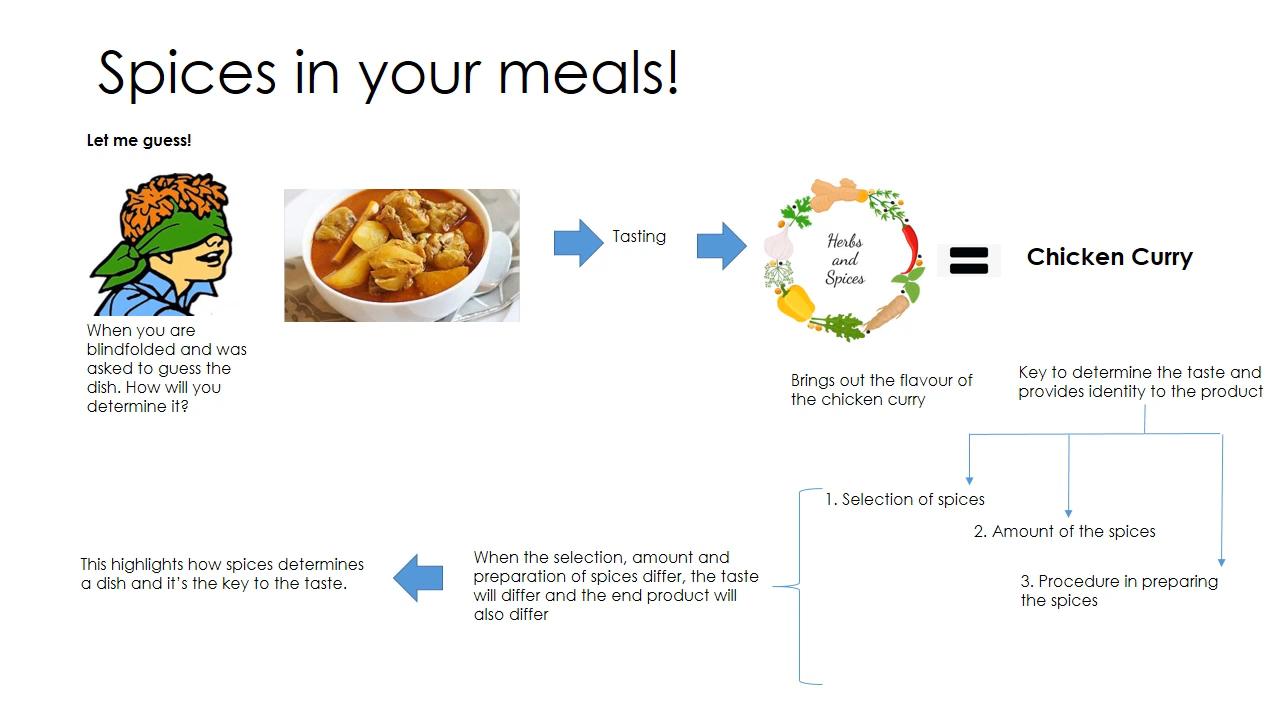 Spices in your meals!
Let me guess!
When you are
blindfolded and was
asked to guess the
dish. How will you
determine it?
Tasting
Herbs
and
Spices
Chicken Curry
Brings out the flavour of
the chicken curry
Key to determine the taste and
provides identity to the product
1. Selection of spices
2. Amount of the spices
3. Procedure in preparing
the spices
When the selection, amount and
preparation of spices differ, the taste
will differ and the end product will
also differ
This highlights how spices determines
a dish and it’s the key to the taste.